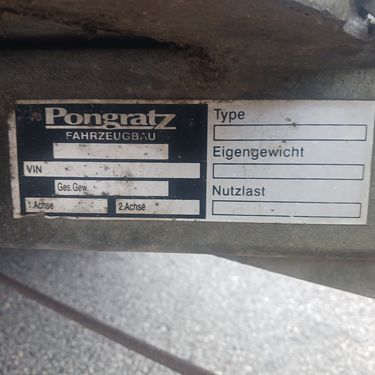 Pongratz
FAHRZEUGBAU
VIN
Ges.Gew.
1.Achse 2.Achse
Type
Eigengewicht
Nutzlast